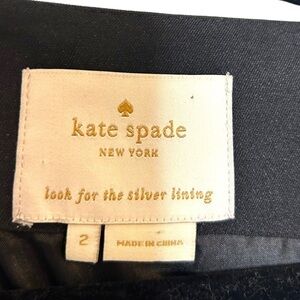 kate spade
NEW YORK
look for the silver lining
2
MADE IN CHINA